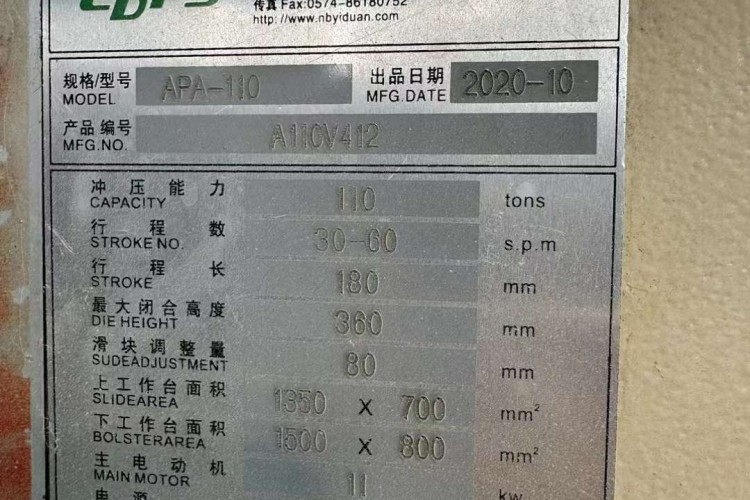 传真 Fax:0574-86180752
http://www.nbyiduan.com
规格/型号 APA-110 出品日期 2020-10
MODEL MFG.DATE
产品编号 A110V412
MFG.NO.
冲压能力 110 tons
CAPACITY
行程数 30-60 s.p.m
STROKE NO.
行程长 180 mm
STROKE
最大闭合高度 360 mm
DIE HEIGHT
滑块调整量 80 mm
SUDEADJUSTMENT
上工作台面积 1350 X 700 mm²
SLIDEAREA
下工作台面积 1500 X 800 mm²
BOLSTERAREA
主电动机 11 kw
MAIN MOTOR
电源